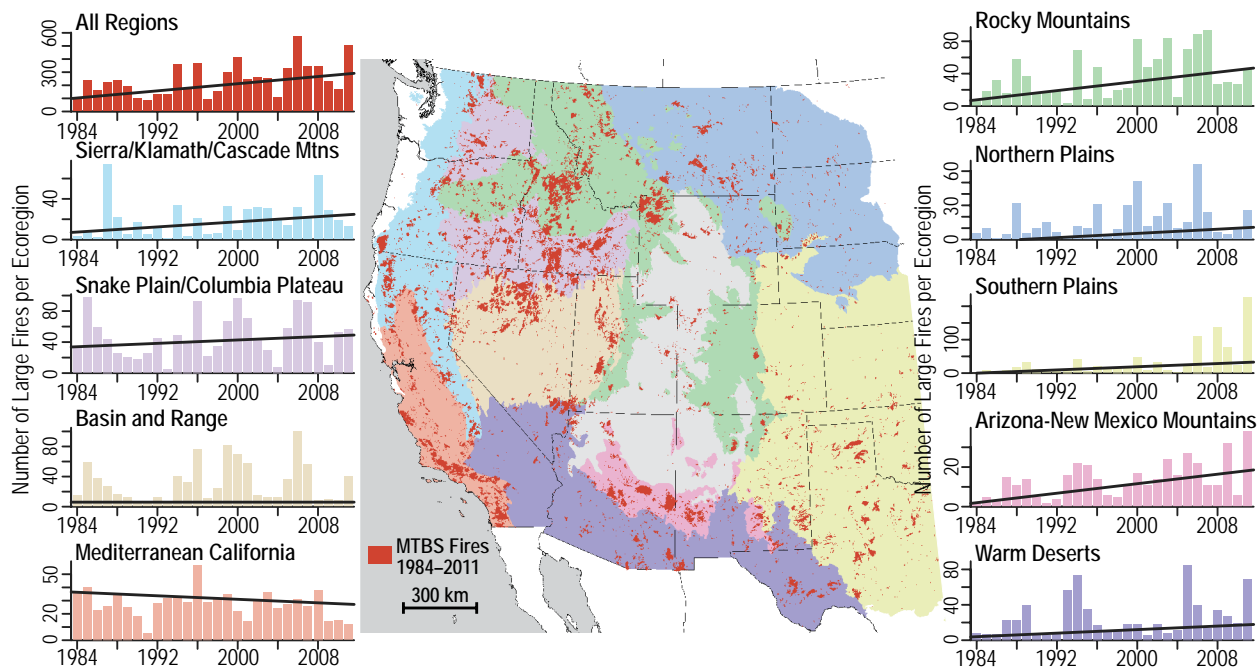 All Regions
600
300
0
1984 1992 2000 2008
Sierra/Klamath/Cascade Mtns
40
0
1984 1992 2000 2008
Snake Plain/Columbia Plateau
80
40
0
1984 1992 2000 2008
Basin and Range
80
40
0
1984 1992 2000 2008
Mediterranean California
50
20
0
1984 1992 2000 2008
Number of Large Fires per Ecoregion
MTBS Fires
1984–2011
300 km
Number of Large Fires per Ecoregion
Rocky Mountains
80
40
0
1984 1992 2000 2008
Northern Plains
60
30
0
1984 1992 2000 2008
Southern Plains
100
0
1984 1992 2000 2008
Arizona-New Mexico Mountains
20
0
1984 1992 2000 2008
Warm Deserts
80
40
0
1984 1992 2000 2008